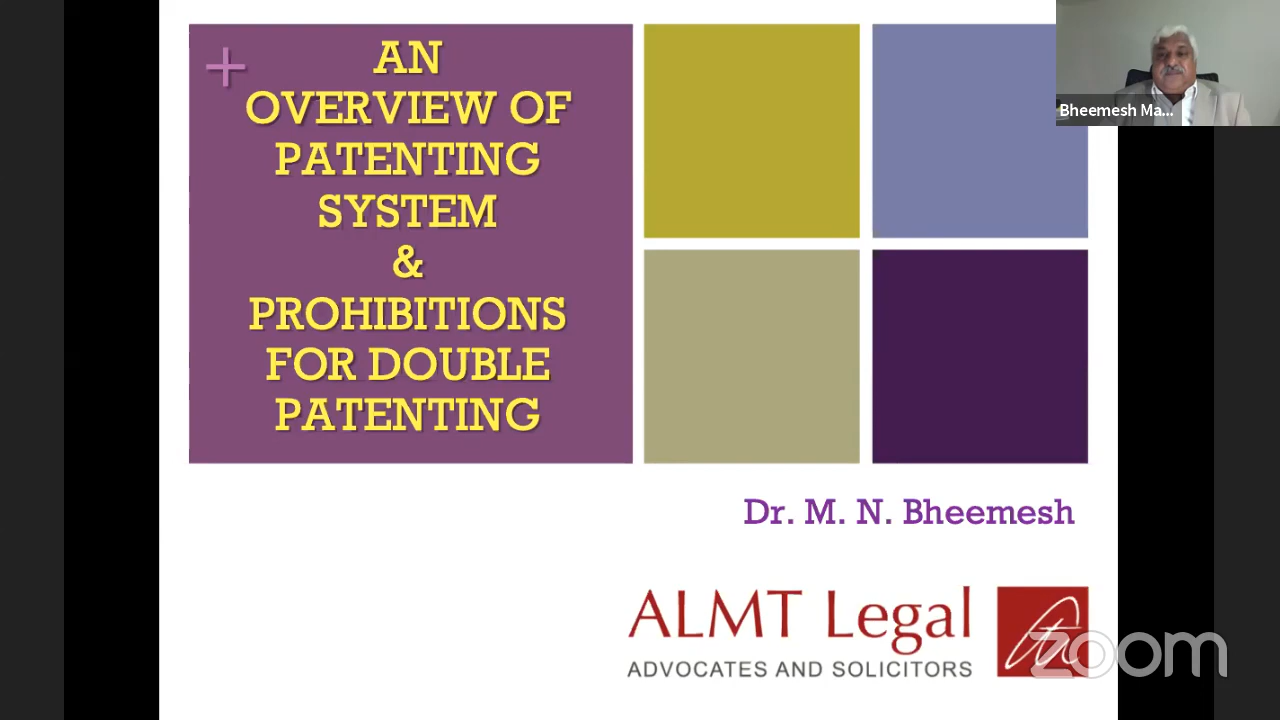 AN
OVERVIEW OF
PATENTING
SYSTEM
&
PROHIBITIONS
FOR DOUBLE
PATENTING
Bheemesh Ma...
Dr. M. N. Bheemesh
ALMT Legal
ADVOCATES AND SOLICITORS
zoom